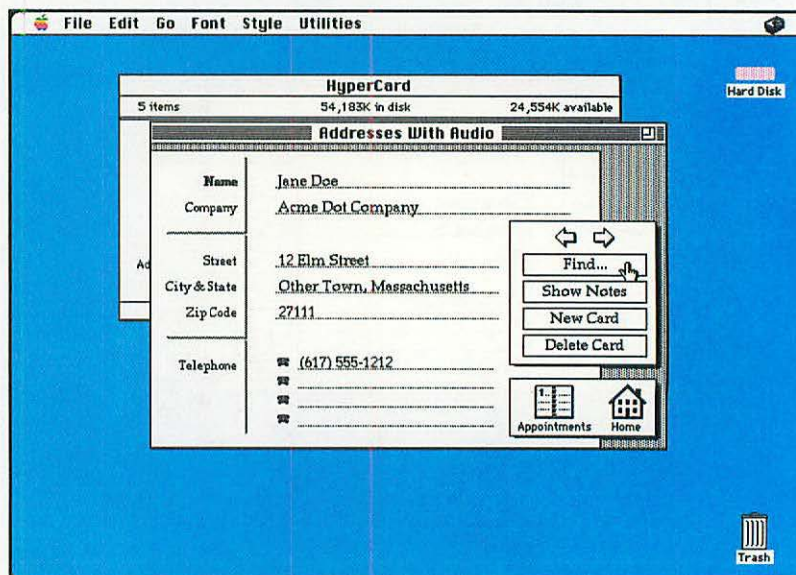 File Edit Go Font Style Utilities
Hard Disk
HyperCard
5 items 54,183K in disk 24,554K available
Addresses With Audio
Name Jane Doe
Company Acme Dot Company
Ad
Street 12 Elm Street
City & State Other Town, Massachusetts
Zip Code 27111
Telephone (617) 555-1212
Find...
Show Notes
New Card
Delete Card
1..
Appointments Home
Trash